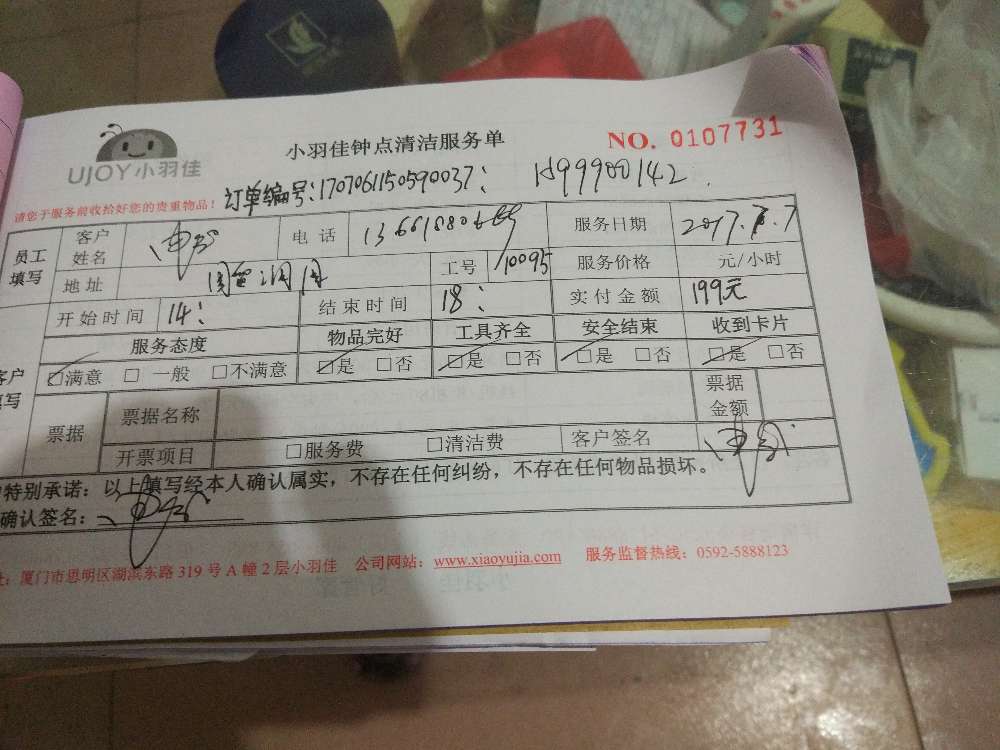 UJOY小羽佳
小羽佳钟点清洁服务单
NO. 0107731
请您于服务前收拾好您的贵重物品！
订单编号：1707061150590037： H99900142
员工填写 客户姓名 电话 服务日期 2017.7.7
地址 工号 10095 服务价格 元/小时
开始时间 14： 结束时间 18： 实付金额 199元
服务态度 物品完好 工具齐全 安全结束 收到卡片
☑满意 □ 一般 □不满意 ☑是 □否 ☑是 □否 ☑是 □否 ☑是 □否
票据 票据名称 票据金额
开票项目 □服务费 □清洁费 客户签名
特别承诺：以上填写经本人确认属实，不存在任何纠纷，不存在任何物品损坏。
确认签名：
厦门市思明区湖滨东路 319 号 A 幢 2 层小羽佳 公司网站：www.xiaoyujia.com 服务监督热线：0592-5888123